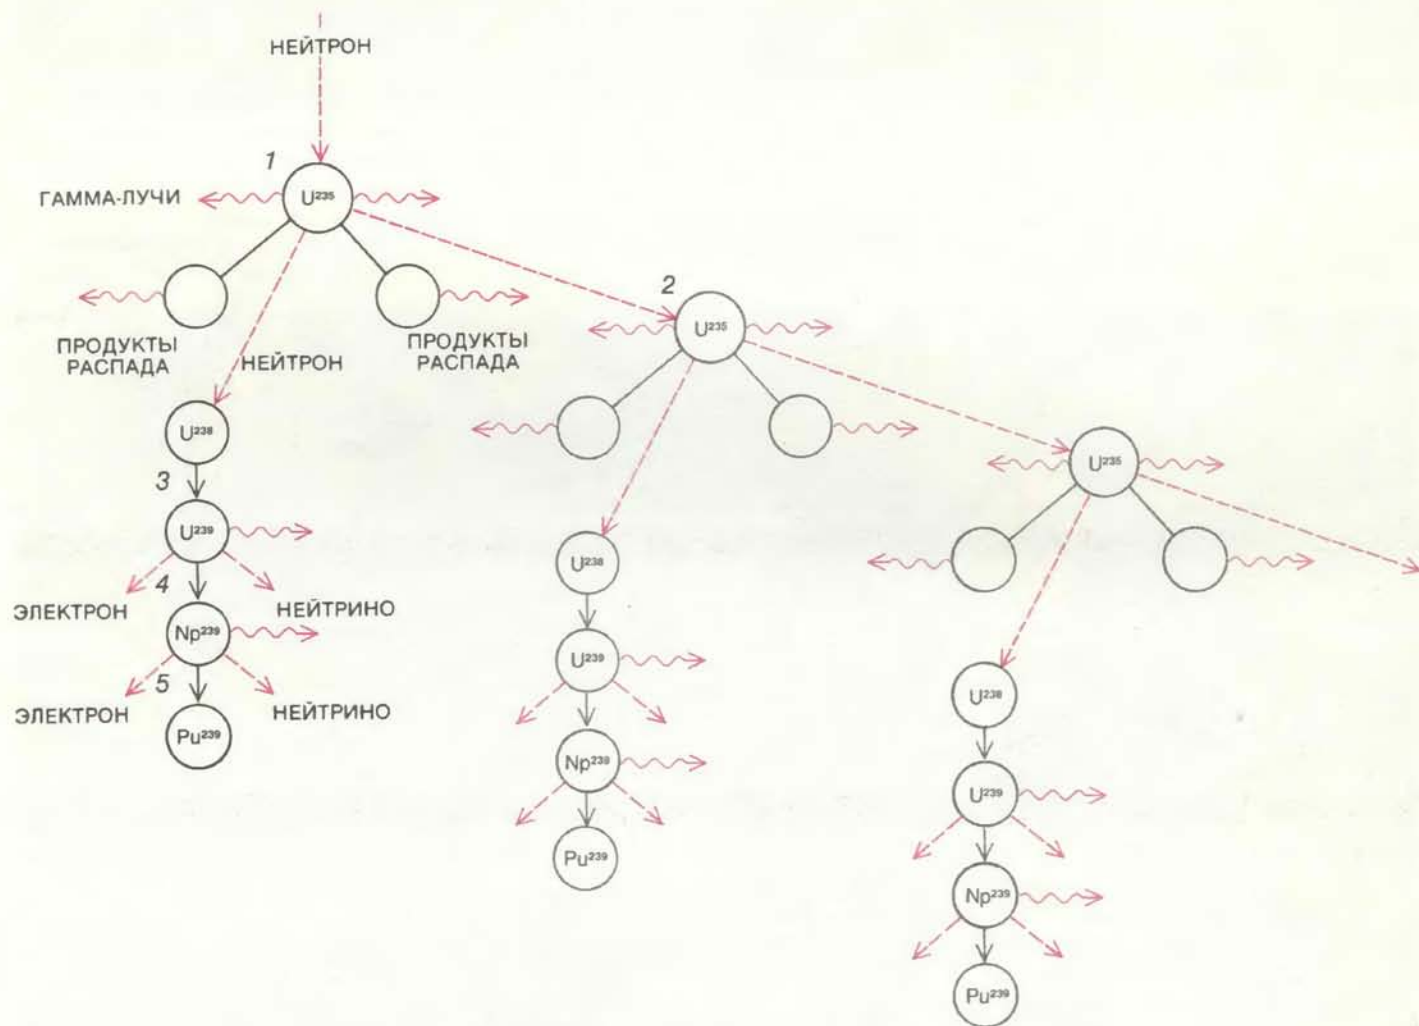 НЕЙТРОН
1
ГАММА-ЛУЧИ
U²³⁵
2
U²³⁵
ПРОДУКТЫ
РАСПАДА
НЕЙТРОН
ПРОДУКТЫ
РАСПАДА
U²³⁸
3
U²³⁹
4
ЭЛЕКТРОН
НЕЙТРИНО
Np²³⁹
5
ЭЛЕКТРОН
НЕЙТРИНО
Pu²³⁹
U²³⁸
U²³⁹
Np²³⁹
Pu²³⁹
U²³⁵
U²³⁸
U²³⁹
Np²³⁹
Pu²³⁹